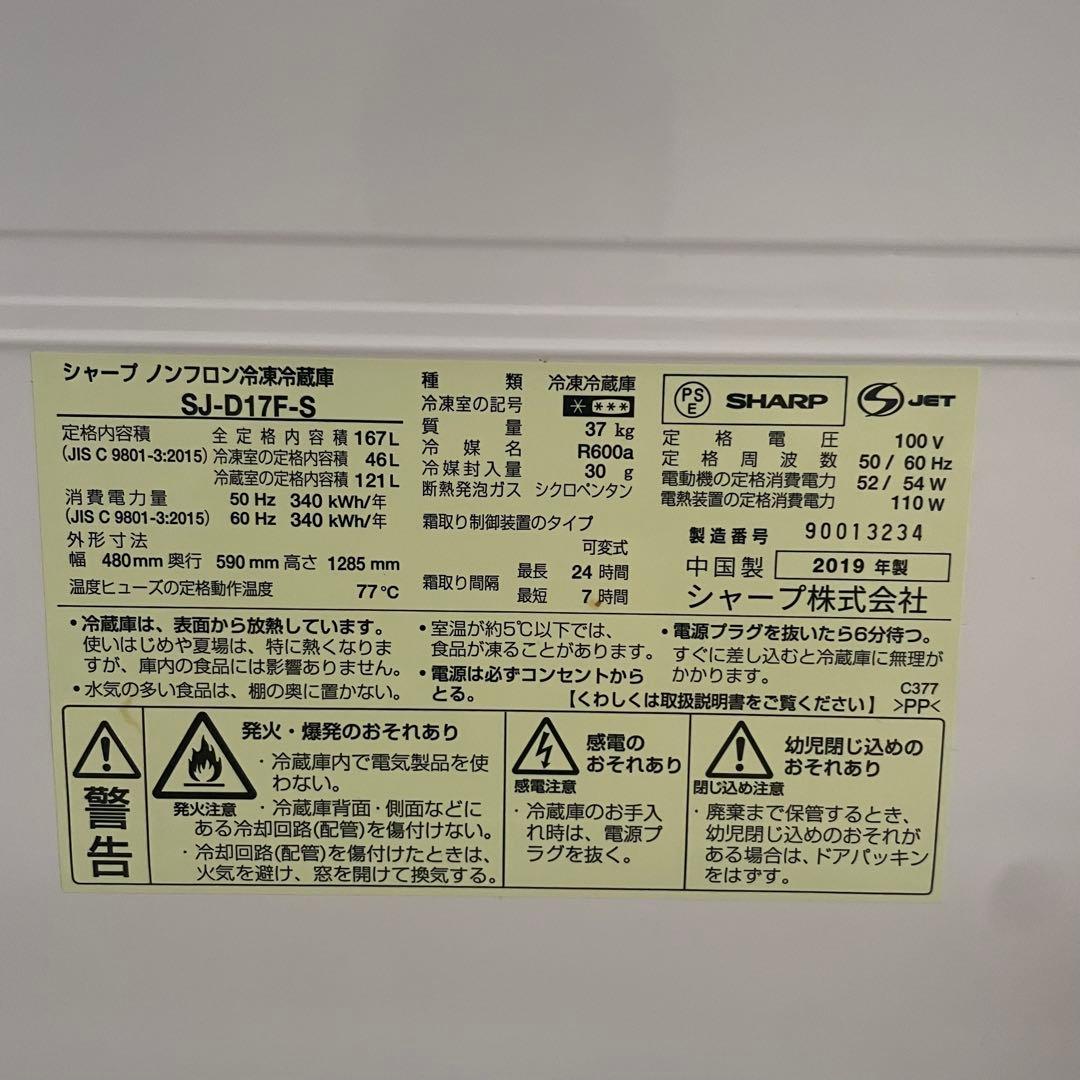 シャープ ノンフロン冷凍冷蔵庫
SJ-D17F-S
定格内容積 全定格内容積 167L
(JIS C 9801-3:2015) 冷凍室の定格内容積 46L
冷蔵室の定格内容積 121L
消費電力量 50 Hz 340 kWh/年
(JIS C 9801-3:2015) 60 Hz 340 kWh/年
外形寸法
幅 480mm 奥行 590mm 高さ 1285mm
温度ヒューズの定格動作温度 77℃
種類 冷凍冷蔵庫
冷凍室の記号 * ***
質量 37 kg
冷媒名 R600a
冷媒封入量 30 g
断熱発泡ガス シクロペンタン
霜取り制御装置のタイプ
可変式
霜取り間隔 最長 24 時間
最短 7 時間
PSE SHARP S JET
定格電圧 100 V
定格周波数 50 / 60 Hz
電動機の定格消費電力 52 / 54 W
電熱装置の定格消費電力 110 W
製造番号 90013234
中国製 2019 年製
シャープ株式会社
・冷蔵庫は、表面から放熱しています。
使いはじめや夏場は、特に熱くなりま
すが、庫内の食品には影響ありません。
・水気の多い食品は、棚の奥に置かない。
・室温が約5℃以下では、
食品が凍ることがあります。
・電源は必ずコンセントから
とる。
・電源プラグを抜いたら6分待つ。
すぐに差し込むと冷蔵庫に無理が
かかります。
【くわしくは取扱説明書をご覧ください】
C377
>PP<
警告
発火・爆発のおそれあり
発火注意
・冷蔵庫内で電気製品を使
わない。
・冷蔵庫背面・側面などに
ある冷却回路(配管)を傷付けない。
・冷却回路(配管)を傷付けたときは、
火気を避け、窓を開けて換気する。
感電の
おそれあり
感電注意
・冷蔵庫のお手入
れ時は、電源プ
ラグを抜く。
幼児閉じ込めの
おそれあり
閉じ込め注意
・廃棄まで保管するとき、
幼児閉じ込めのおそれが
ある場合は、ドアパッキン
をはずす。